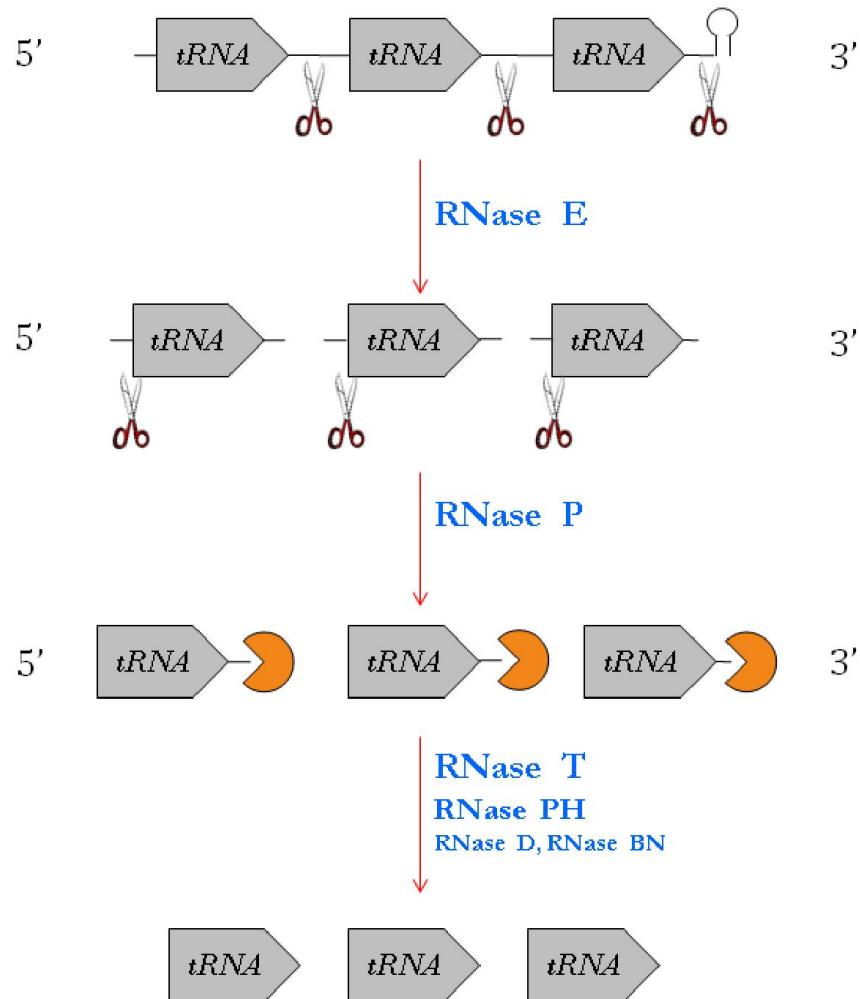 5’ tRNA tRNA tRNA 3’
RNase E
5’ tRNA tRNA tRNA 3’
RNase P
5’ tRNA tRNA tRNA 3’
RNase T
RNase PH
RNase D, RNase BN
tRNA tRNA tRNA